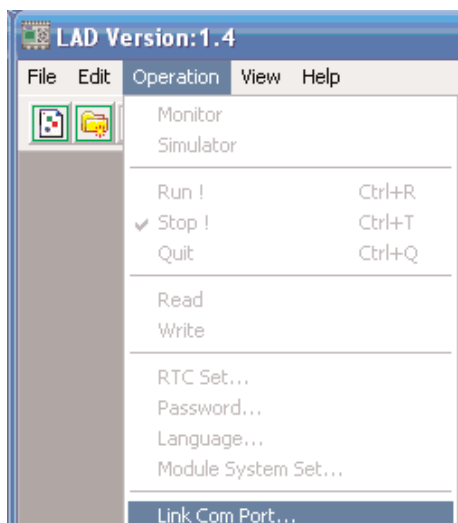 LAD Version:1.4
File Edit Operation View Help
Monitor
Simulator
Run ! Ctrl+R
Stop ! Ctrl+T
Quit Ctrl+Q
Read
Write
RTC Set...
Password...
Language...
Module System Set...
Link Com Port...